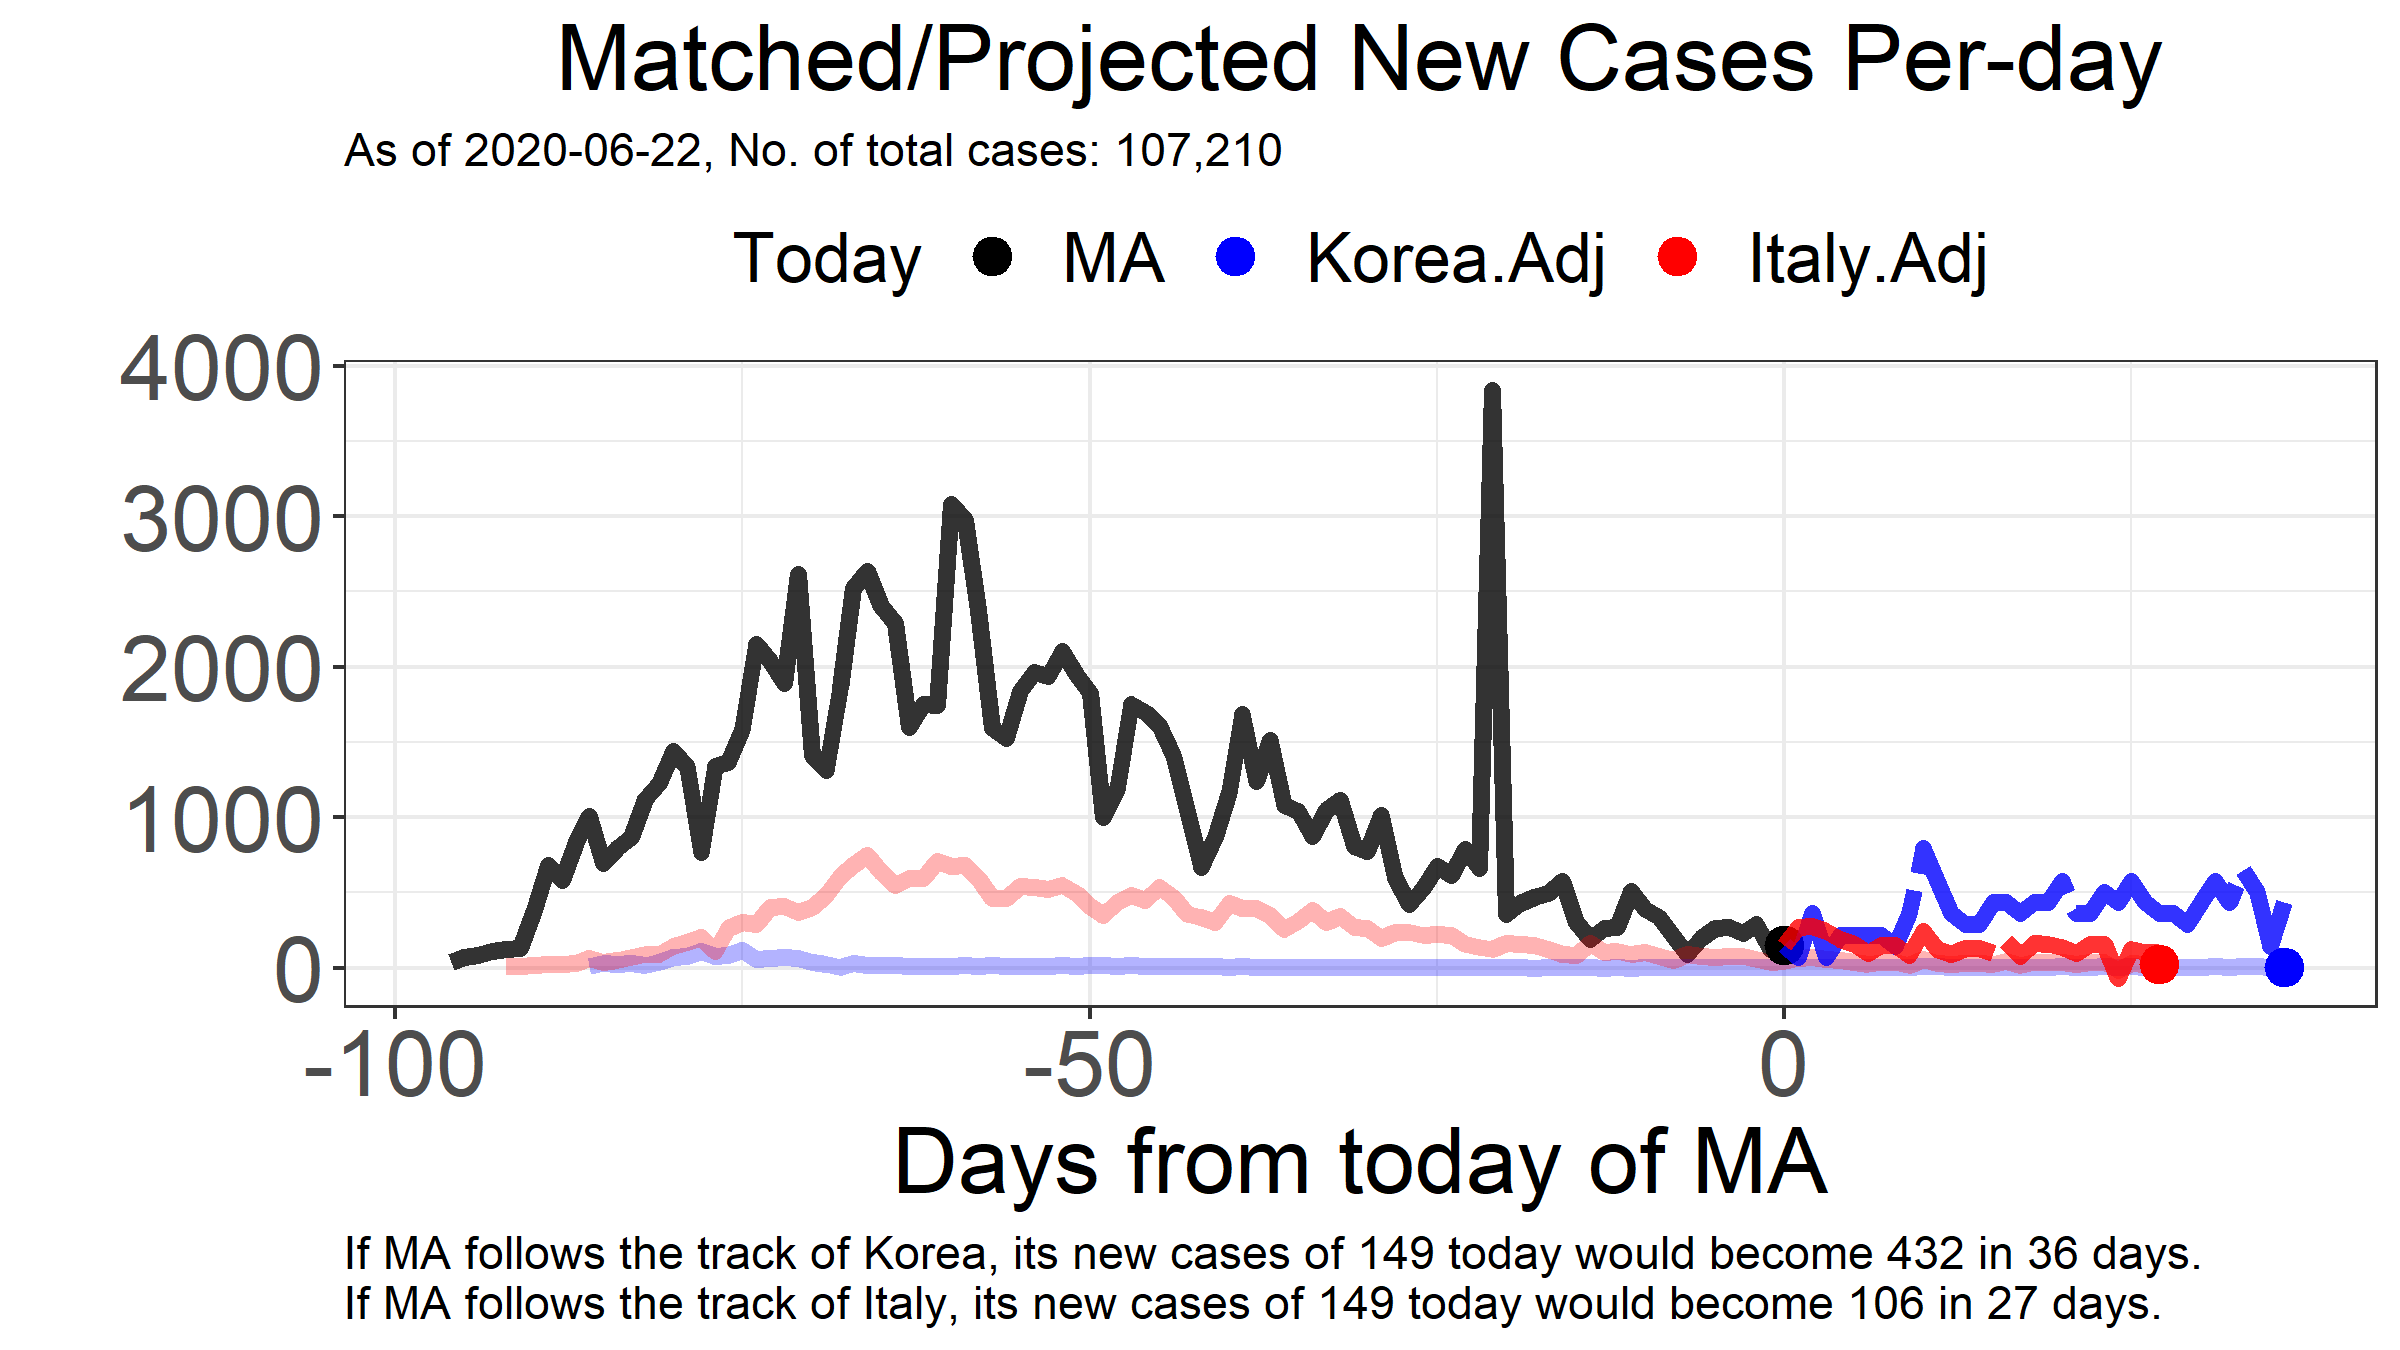 Matched/Projected New Cases Per-day
As of 2020-06-22, No. of total cases: 107,210
Today MA Korea.Adj Italy.Adj
4000
3000
2000
1000
0
-100 -50 0
Days from today of MA
If MA follows the track of Korea, its new cases of 149 today would become 432 in 36 days.
If MA follows the track of Italy, its new cases of 149 today would become 106 in 27 days.